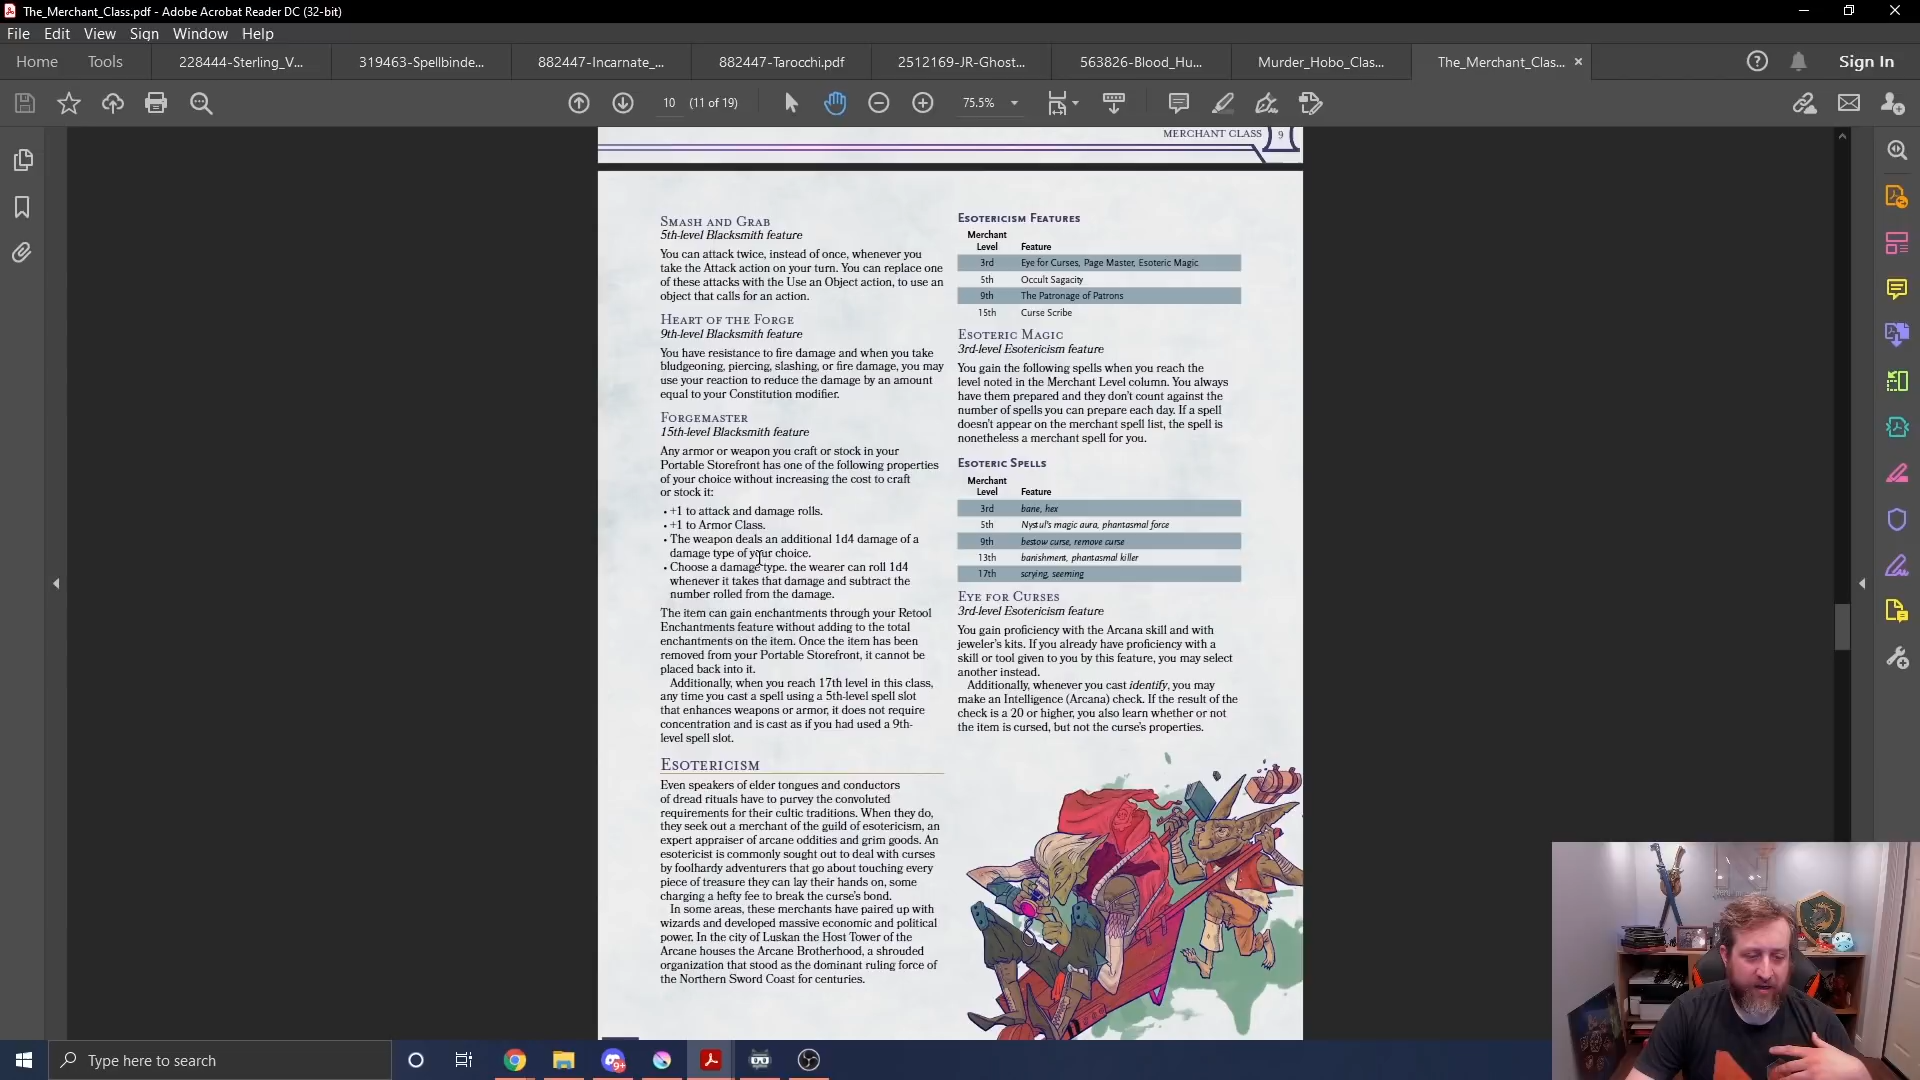 The_Merchant_Class.pdf - Adobe Acrobat Reader DC (32-bit)
File Edit View Sign Window Help
Home Tools 228444-Sterling_V... 319463-Spellbinde... 882447-Incarnate_... 882447-Tarocchi.pdf 2512169-JR-Ghost... 563826-Blood_Hu... Murder_Hobo_Clas... The_Merchant_Clas... Sign In
10 (11 of 19) 75.5%
MERCHANT CLASS 9
SMASH AND GRAB
5th-level Blacksmith feature
You can attack twice, instead of once, whenever you
take the Attack action on your turn. You can replace one
of these attacks with the Use an Object action, to use an
object that calls for an action.
HEART OF THE FORGE
9th-level Blacksmith feature
You have resistance to fire damage and when you take
bludgeoning, piercing, slashing, or fire damage, you may
use your reaction to reduce the damage by an amount
equal to your Constitution modifier.
FORGEMASTER
15th-level Blacksmith feature
Any armor or weapon you craft or stock in your
Portable Storefront has one of the following properties
of your choice without increasing the cost to craft
or stock it:
• +1 to attack and damage rolls.
• +1 to Armor Class.
• The weapon deals an additional 1d4 damage of a
damage type of your choice.
• Choose a damage type. the wearer can roll 1d4
whenever it takes that damage and subtract the
number rolled from the damage.
The item can gain enchantments through your Retool
Enchantments feature without adding to the total
enchantments on the item. Once the item has been
removed from your Portable Storefront, it cannot be
placed back into it.
Additionally, when you reach 17th level in this class,
any time you cast a spell using a 5th-level spell slot
that enhances weapons or armor, it does not require
concentration and is cast as if you had used a 9th-
level spell slot.
ESOTERICISM
Even speakers of elder tongues and conductors
of dread rituals have to purvey the convoluted
requirements for their cultic traditions. When they do,
they seek out a merchant of the guild of esotericism, an
expert appraiser of arcane oddities and grim goods. An
esotericist is commonly sought out to deal with curses
by foolhardy adventurers that go about touching every
piece of treasure they can lay their hands on, some
charging a hefty fee to break the curse's bond.
In some areas, these merchants have paired up with
wizards and developed massive economic and political
power. In the city of Luskan the Host Tower of the
Arcane houses the Arcane Brotherhood, a shrouded
organization that stood as the dominant ruling force of
the Northern Sword Coast for centuries.
ESOTERICISM FEATURES
Merchant
Level Feature
3rd Eye for Curses, Page Master, Esoteric Magic
5th Occult Sagacity
9th The Patronage of Patrons
15th Curse Scribe
ESOTERIC MAGIC
3rd-level Esotericism feature
You gain the following spells when you reach the
level noted in the Merchant Level column. You always
have them prepared and they don't count against the
number of spells you can prepare each day. If a spell
doesn't appear on the merchant spell list, the spell is
nonetheless a merchant spell for you.
ESOTERIC SPELLS
Merchant
Level Feature
3rd bane, hex
5th Nystul's magic aura, phantasmal force
9th bestow curse, remove curse
13th banishment, phantasmal killer
17th scrying, seeming
EYE FOR CURSES
3rd-level Esotericism feature
You gain proficiency with the Arcana skill and with
jeweler's kits. If you already have proficiency with a
skill or tool given to you by this feature, you may select
another instead.
Additionally, whenever you cast identify, you may
make an Intelligence (Arcana) check. If the result of the
check is a 20 or higher, you also learn whether or not
the item is cursed, but not the curse's properties.
Type here to search
9+